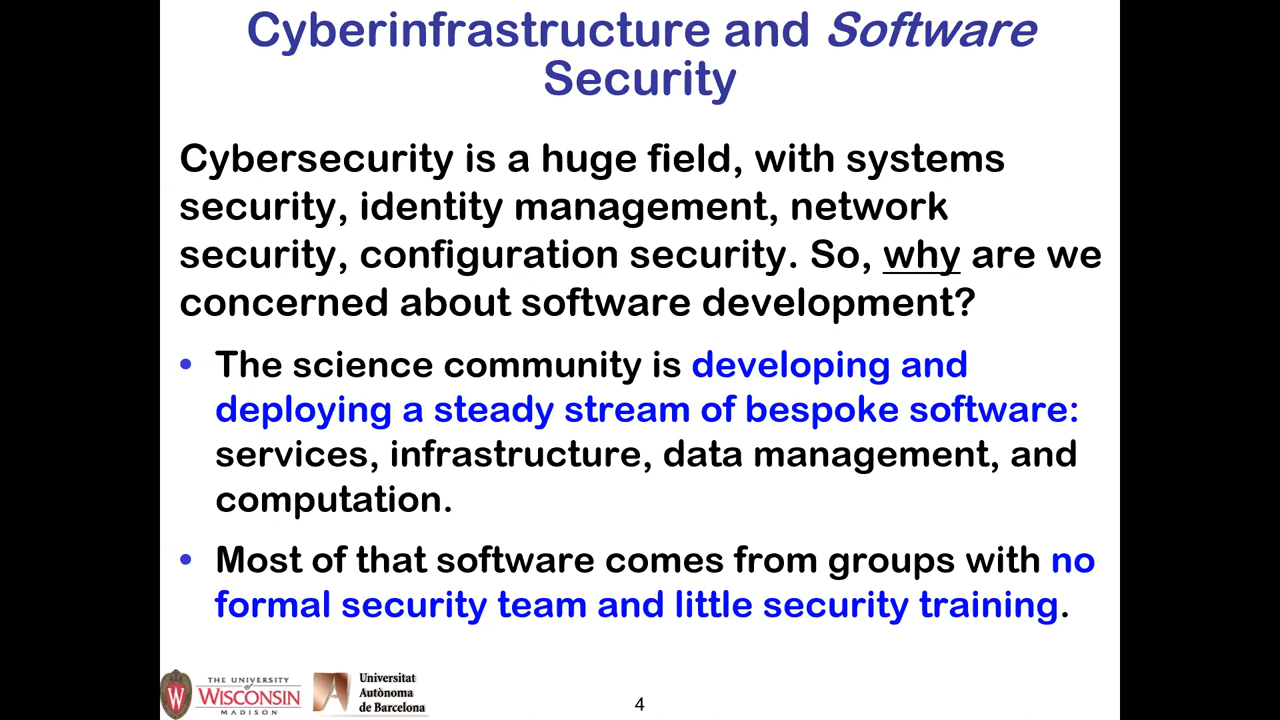 Cyberinfrastructure and Software
Security
Cybersecurity is a huge field, with systems
security, identity management, network
security, configuration security. So, why are we
concerned about software development?
• The science community is developing and
deploying a steady stream of bespoke software:
services, infrastructure, data management, and
computation.
• Most of that software comes from groups with no
formal security team and little security training.
THE UNIVERSITY
of
WISCONSIN
MADISON
Universitat
Autònoma
de Barcelona
4